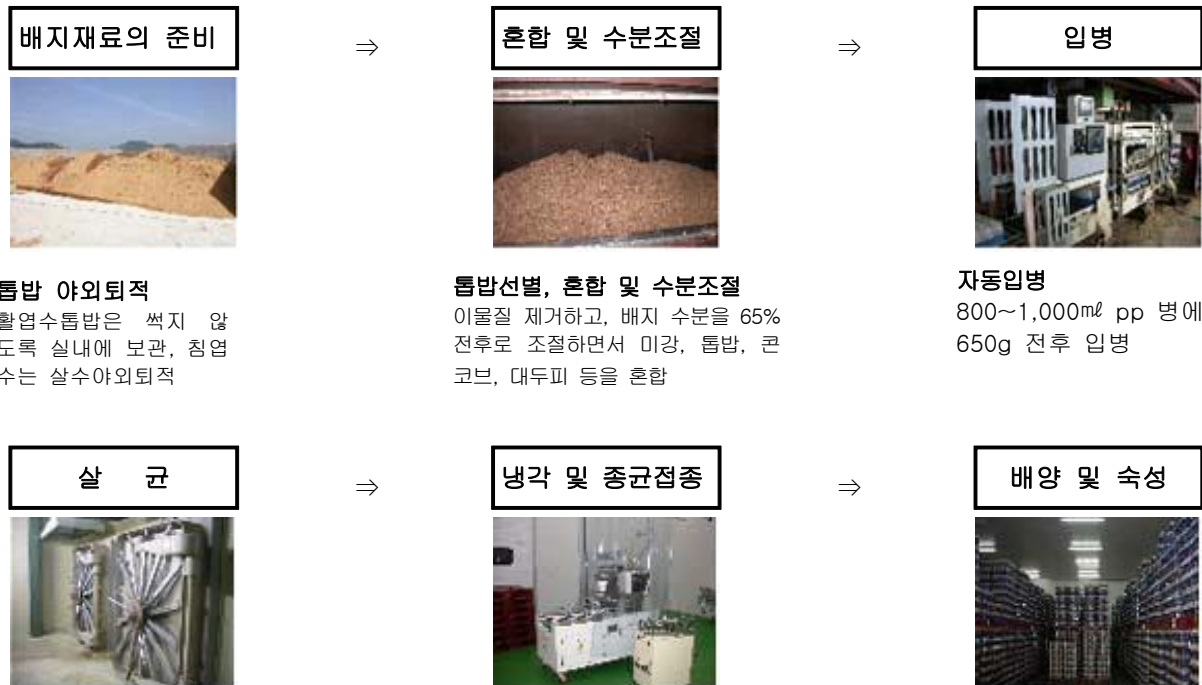 배지재료의 준비 ⇒ 혼합 및 수분조절 ⇒ 입병
톱밥 야외퇴적
활엽수톱밥은 썩지 않
도록 실내에 보관, 침엽
수는 살수야외퇴적
톱밥선별, 혼합 및 수분조절
이물질 제거하고, 배지 수분을 65%
전후로 조절하면서 미강, 톱밥, 콘
코브, 대두피 등을 혼합
자동입병
800~1,000㎖ pp 병에
650g 전후 입병
살 균 ⇒ 냉각 및 종균접종 ⇒ 배양 및 숙성